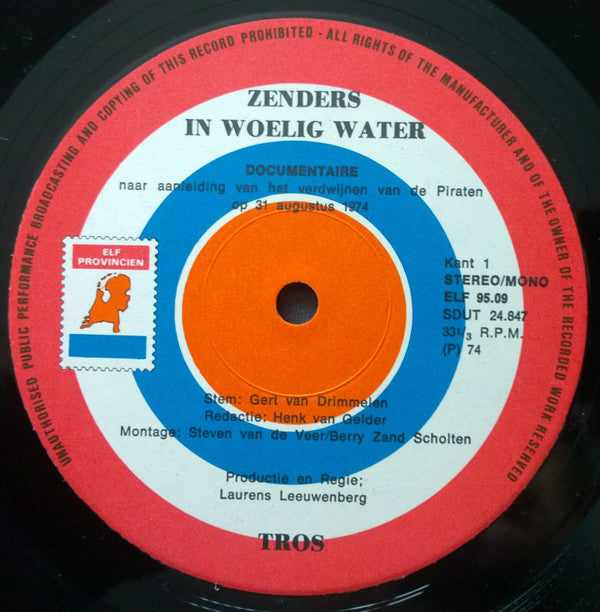 UNAUTHORISED PUBLIC PERFORMANCE BROADCASTING AND COPYING OF THIS RECORD PROHIBITED - ALL RIGHTS OF THE MANUFACTURER AND OF THE OWNER OF THE RECORDED WORK RESERVED
ZENDERS
IN WOELIG WATER
DOCUMENTAIRE
naar aanleiding van het verdwijnen van de Piraten
op 31 augustus 1974
ELF
PROVINCIEN
Kant 1
STEREO/MONO
ELF 95.09
SDUT 24.847
33⅓ R.P.M.
(P) 74
Stem: Gert van Drimmelen
Redactie: Henk van Gelder
Montage: Steven van de Veer/Berry Zand Scholten
Productie en Regie;
Laurens Leeuwenberg
TROS